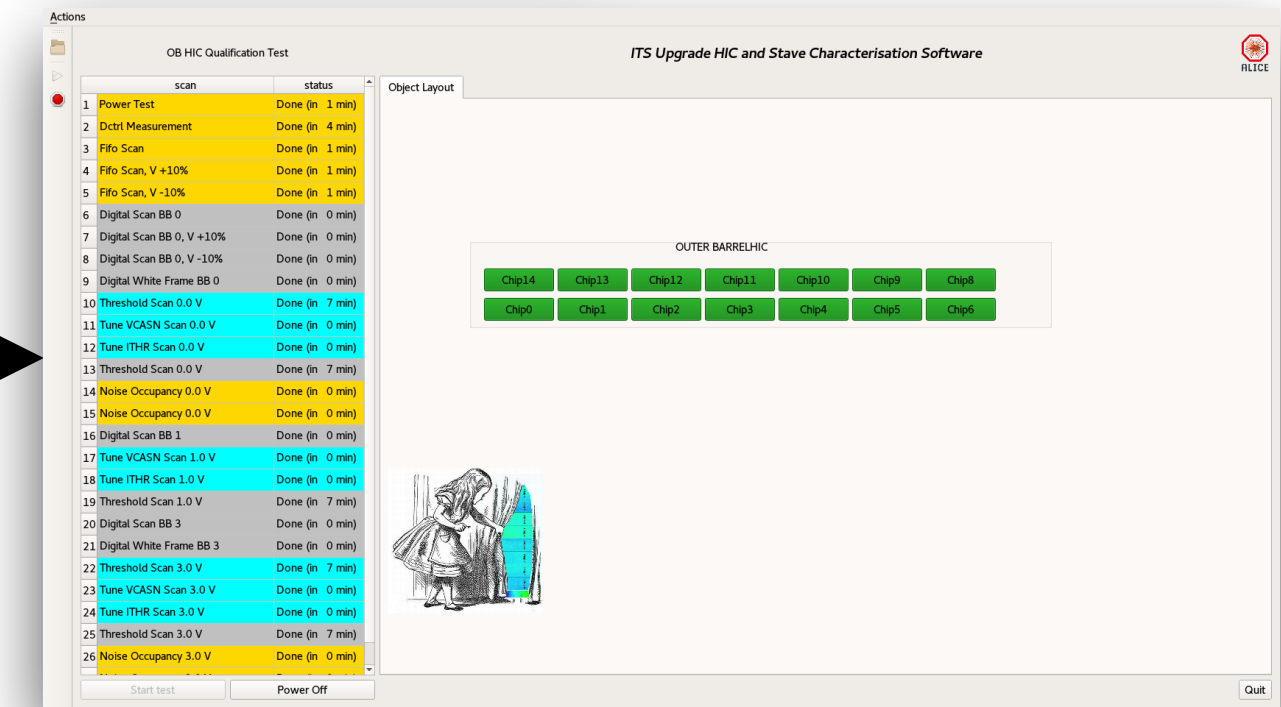 Actions
OB HIC Qualification Test
ITS Upgrade HIC and Stave Characterisation Software
ALICE
scan status
Object Layout
1 Power Test Done (in 1 min)
2 Dctrl Measurement Done (in 4 min)
3 Fifo Scan Done (in 1 min)
4 Fifo Scan, V +10% Done (in 1 min)
5 Fifo Scan, V -10% Done (in 1 min)
6 Digital Scan BB 0 Done (in 0 min)
7 Digital Scan BB 0, V +10% Done (in 0 min)
8 Digital Scan BB 0, V -10% Done (in 0 min)
9 Digital White Frame BB 0 Done (in 0 min)
10 Threshold Scan 0.0 V Done (in 7 min)
11 Tune VCASN Scan 0.0 V Done (in 0 min)
12 Tune ITHR Scan 0.0 V Done (in 0 min)
13 Threshold Scan 0.0 V Done (in 7 min)
14 Noise Occupancy 0.0 V Done (in 0 min)
15 Noise Occupancy 0.0 V Done (in 0 min)
16 Digital Scan BB 1 Done (in 0 min)
17 Tune VCASN Scan 1.0 V Done (in 0 min)
18 Tune ITHR Scan 1.0 V Done (in 0 min)
19 Threshold Scan 1.0 V Done (in 7 min)
20 Digital Scan BB 3 Done (in 0 min)
21 Digital White Frame BB 3 Done (in 0 min)
22 Threshold Scan 3.0 V Done (in 7 min)
23 Tune VCASN Scan 3.0 V Done (in 0 min)
24 Tune ITHR Scan 3.0 V Done (in 0 min)
25 Threshold Scan 3.0 V Done (in 7 min)
26 Noise Occupancy 3.0 V Done (in 0 min)
OUTER BARRELHIC
Chip14 Chip13 Chip12 Chip11 Chip10 Chip9 Chip8
Chip0 Chip1 Chip2 Chip3 Chip4 Chip5 Chip6
Start test Power Off
Quit